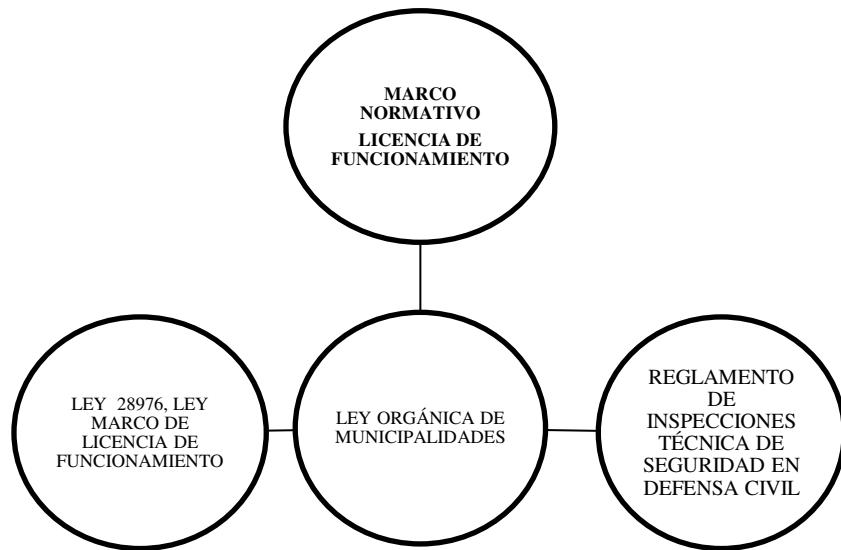 MARCO
NORMATIVO
LICENCIA DE
FUNCIONAMIENTO
LEY 28976, LEY
MARCO DE
LICENCIA DE
FUNCIONAMIENTO
LEY ORGÁNICA DE
MUNICIPALIDADES
REGLAMENTO
DE
INSPECCIONES
TÉCNICA DE
SEGURIDAD EN
DEFENSA CIVIL